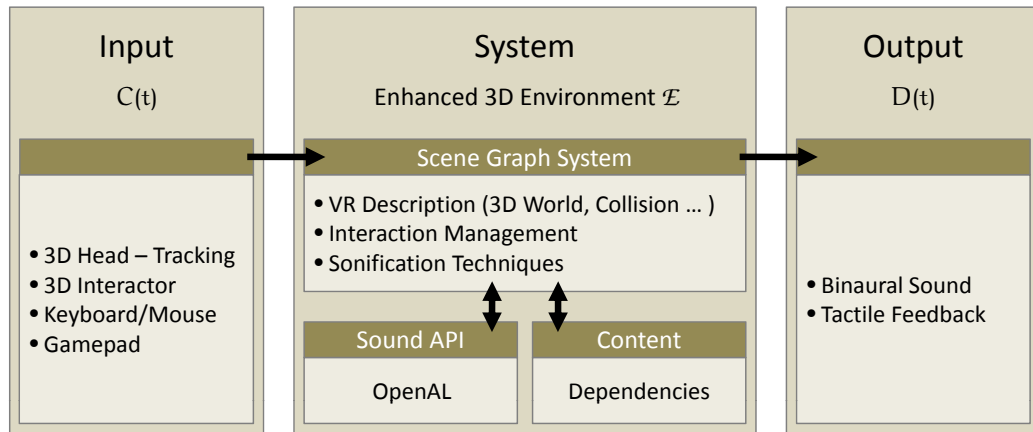 Input
C(t)
• 3D Head – Tracking
• 3D Interactor
• Keyboard/Mouse
• Gamepad
System
Enhanced 3D Environment ℰ
Scene Graph System
• VR Description (3D World, Collision ... )
• Interaction Management
• Sonification Techniques
Sound API
OpenAL
Content
Dependencies
Output
D(t)
• Binaural Sound
• Tactile Feedback